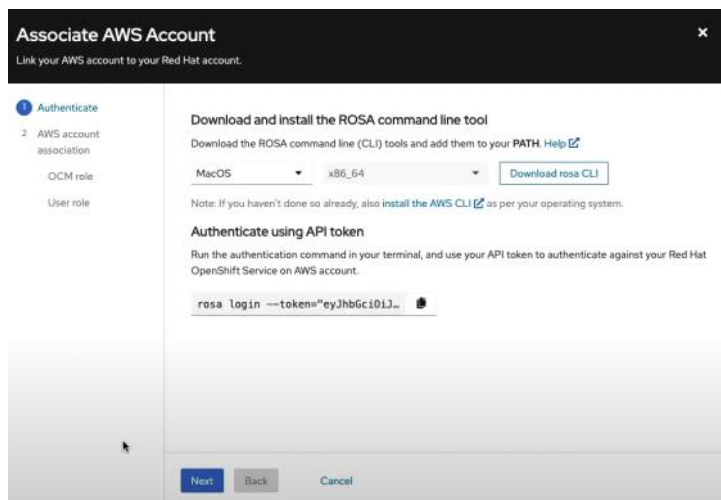 Associate AWS Account
Link your AWS account to your Red Hat account.
1 Authenticate
2 AWS account
association
OCM role
User role
Download and install the ROSA command line tool
Download the ROSA command line (CLI) tools and add them to your PATH. Help
MacOS x86_64 Download rosa CLI
Note: If you haven't done so already, also install the AWS CLI as per your operating system.
Authenticate using API token
Run the authentication command in your terminal, and use your API token to authenticate against your Red Hat
OpenShift Service on AWS account.
rosa login --token="eyJhbGciOiJ…
Next Back Cancel